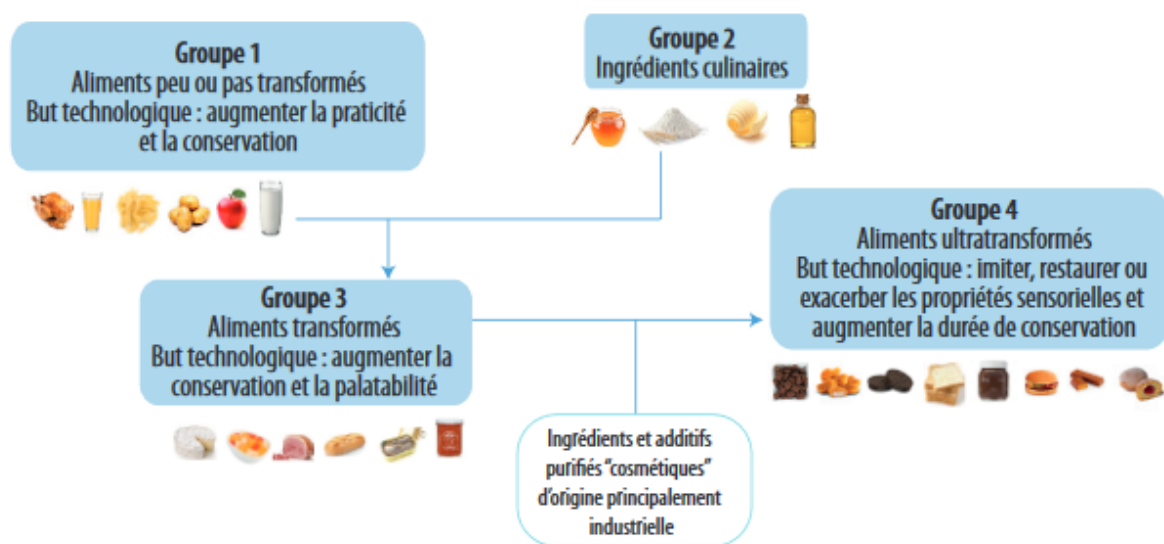 Groupe 1
Aliments peu ou pas transformés
But technologique : augmenter la praticité
et la conservation
Groupe 2
Ingrédients culinaires
Groupe 3
Aliments transformés
But technologique : augmenter la
conservation et la palatabilité
Groupe 4
Aliments ultratransformés
But technologique : imiter, restaurer ou
exacerber les propriétés sensorielles et
augmenter la durée de conservation
Ingrédients et additifs
purifiés “cosmétiques”
d’origine principalement
industrielle